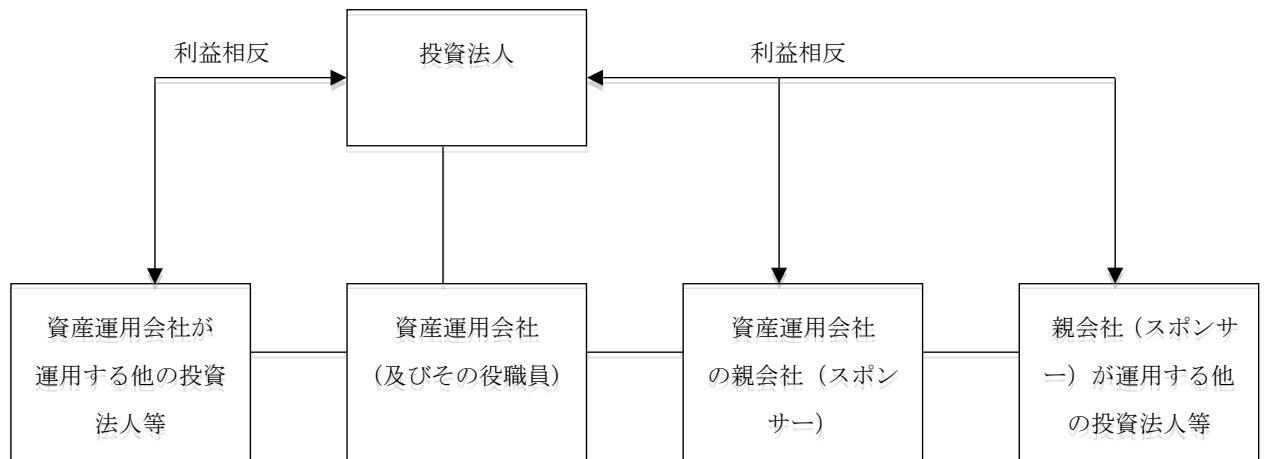 利益相反
投資法人
利益相反
資産運用会社が
運用する他の投資
法人等
資産運用会社
(及びその役職員)
資産運用会社
の親会社(スポン
サー)
親会社(スポンサ
ー)が運用する他
の投資法人等